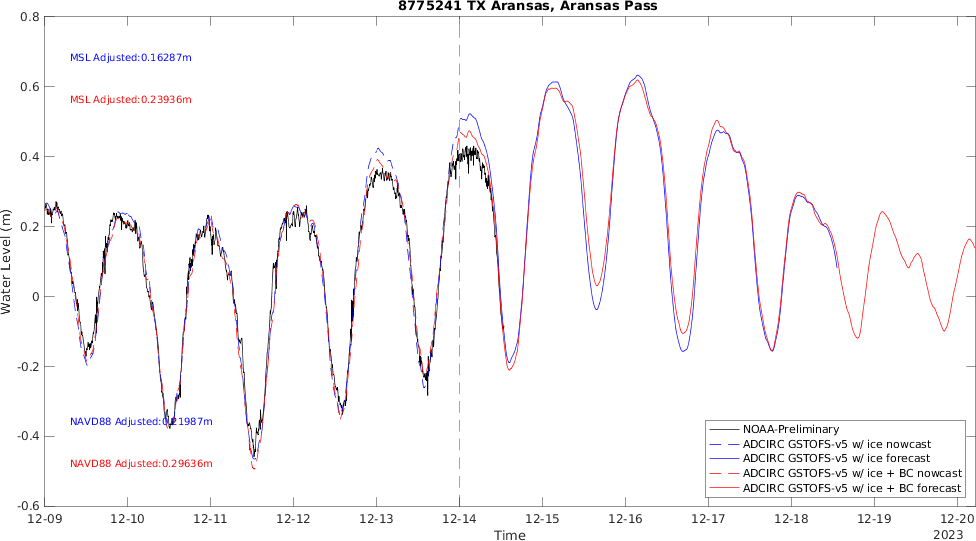 8775241 TX Aransas, Aransas Pass
0.8
0.6
0.4
0.2
0
-0.2
-0.4
-0.6
Water Level (m)
MSL Adjusted:0.16287m
MSL Adjusted:0.23936m
NAVD88 Adjusted:0.21987m
NAVD88 Adjusted:0.29636m
NOAA-Preliminary
ADCIRC GSTOFS-v5 w/ ice nowcast
ADCIRC GSTOFS-v5 w/ ice forecast
ADCIRC GSTOFS-v5 w/ ice + BC nowcast
ADCIRC GSTOFS-v5 w/ ice + BC forecast
12-09 12-10 12-11 12-12 12-13 12-14 12-15 12-16 12-17 12-18 12-19 12-20
Time 2023